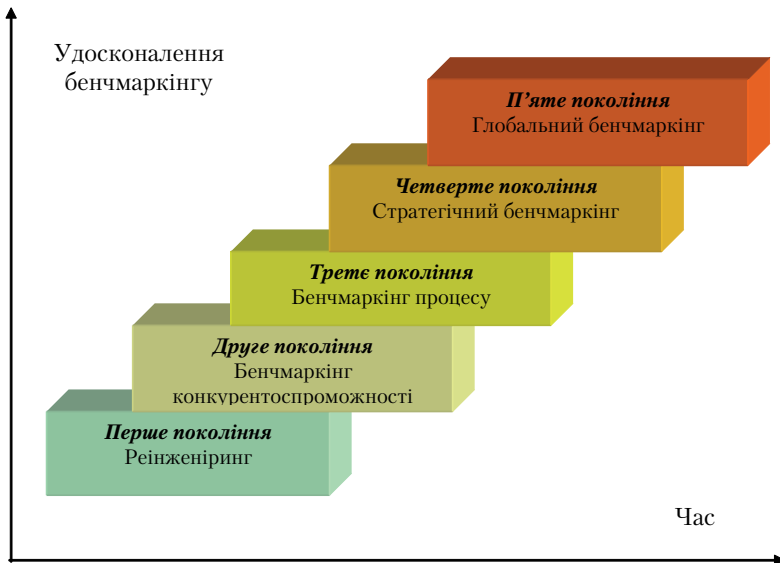 Удосконалення
бенчмаркінгу
П’яте покоління
Глобальний бенчмаркінг
Четверте покоління
Стратегічний бенчмаркінг
Третє покоління
Бенчмаркінг процесу
Друге покоління
Бенчмаркінг
конкурентоспроможності
Перше покоління
Реінженіринг
Час